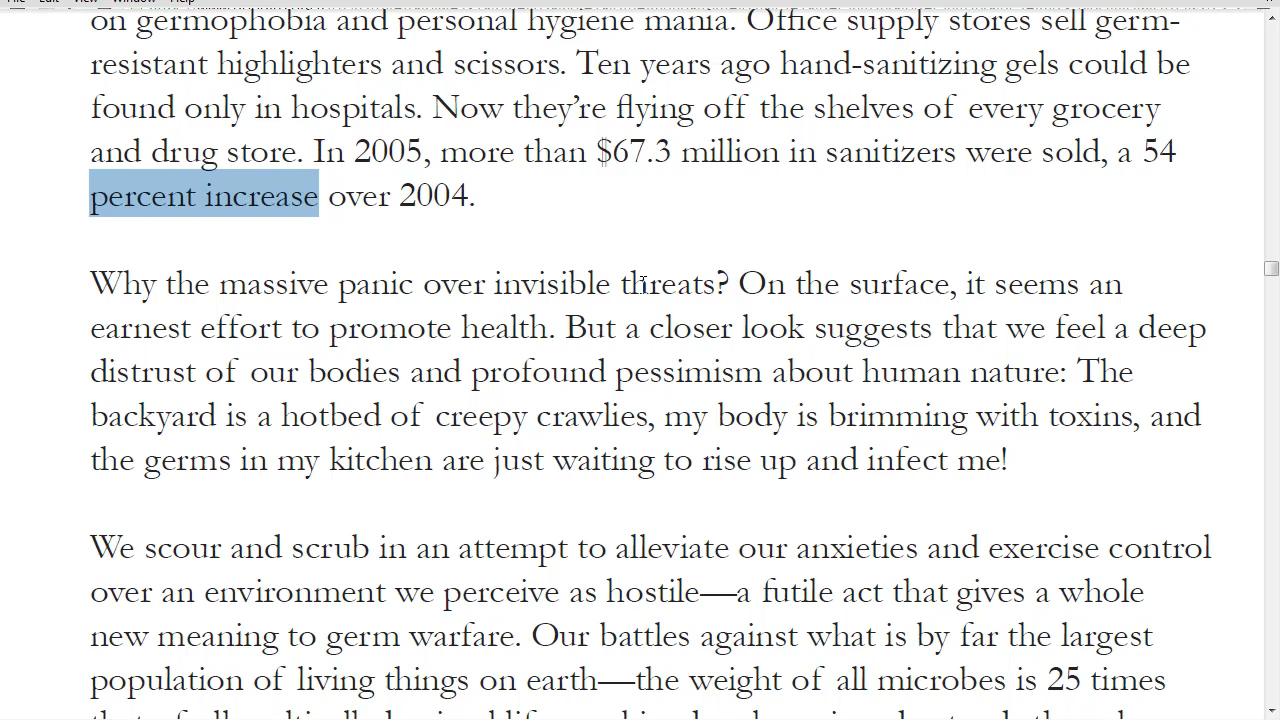 on germophobia and personal hygiene mania. Office supply stores sell germ-
resistant highlighters and scissors. Ten years ago hand-sanitizing gels could be
found only in hospitals. Now they’re flying off the shelves of every grocery
and drug store. In 2005, more than $67.3 million in sanitizers were sold, a 54
percent increase over 2004.
Why the massive panic over invisible threats? On the surface, it seems an
earnest effort to promote health. But a closer look suggests that we feel a deep
distrust of our bodies and profound pessimism about human nature: The
backyard is a hotbed of creepy crawlies, my body is brimming with toxins, and
the germs in my kitchen are just waiting to rise up and infect me!
We scour and scrub in an attempt to alleviate our anxieties and exercise control
over an environment we perceive as hostile—a futile act that gives a whole
new meaning to germ warfare. Our battles against what is by far the largest
population of living things on earth—the weight of all microbes is 25 times